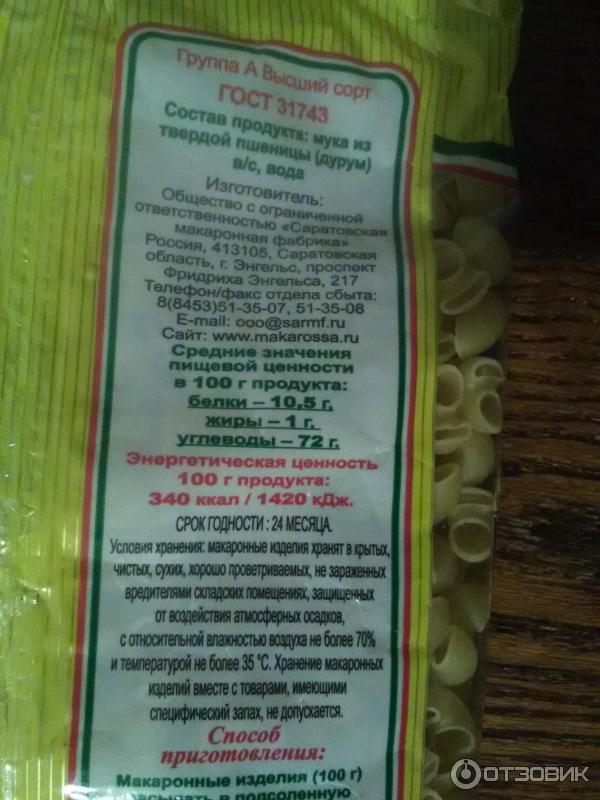 Группа А Высший сорт
ГОСТ 31743
Состав продукта: мука из
твердой пшеницы (дурум)
в/с, вода
Изготовитель:
Общество с ограниченной
ответственностью «Саратовская
макаронная фабрика»
Россия, 413105, Саратовская
область, г. Энгельс, проспект
Фридриха Энгельса, 217
Телефон/факс отдела сбыта:
8(8453)51-35-07, 51-35-08
E-mail: ooo@sarmf.ru
Сайт: www.makarossa.ru
Средние значения
пищевой ценности
в 100 г продукта:
белки – 10,5 г,
жиры – 1 г,
углеводы – 72 г.
Энергетическая ценность
100 г продукта:
340 ккал / 1420 кДж.
СРОК ГОДНОСТИ : 24 МЕСЯЦА.
Условия хранения: макаронные изделия хранят в крытых,
чистых, сухих, хорошо проветриваемых, не зараженных
вредителями складских помещениях, защищенных
от воздействия атмосферных осадков,
с относительной влажностью воздуха не более 70%
и температурой не более 35 °С. Хранение макаронных
изделий вместе с товарами, имеющими
специфический запах, не допускается.
Способ
приготовления:
Макаронные изделия (100 г)
засыпать в подсоленную
ОТЗОВИК